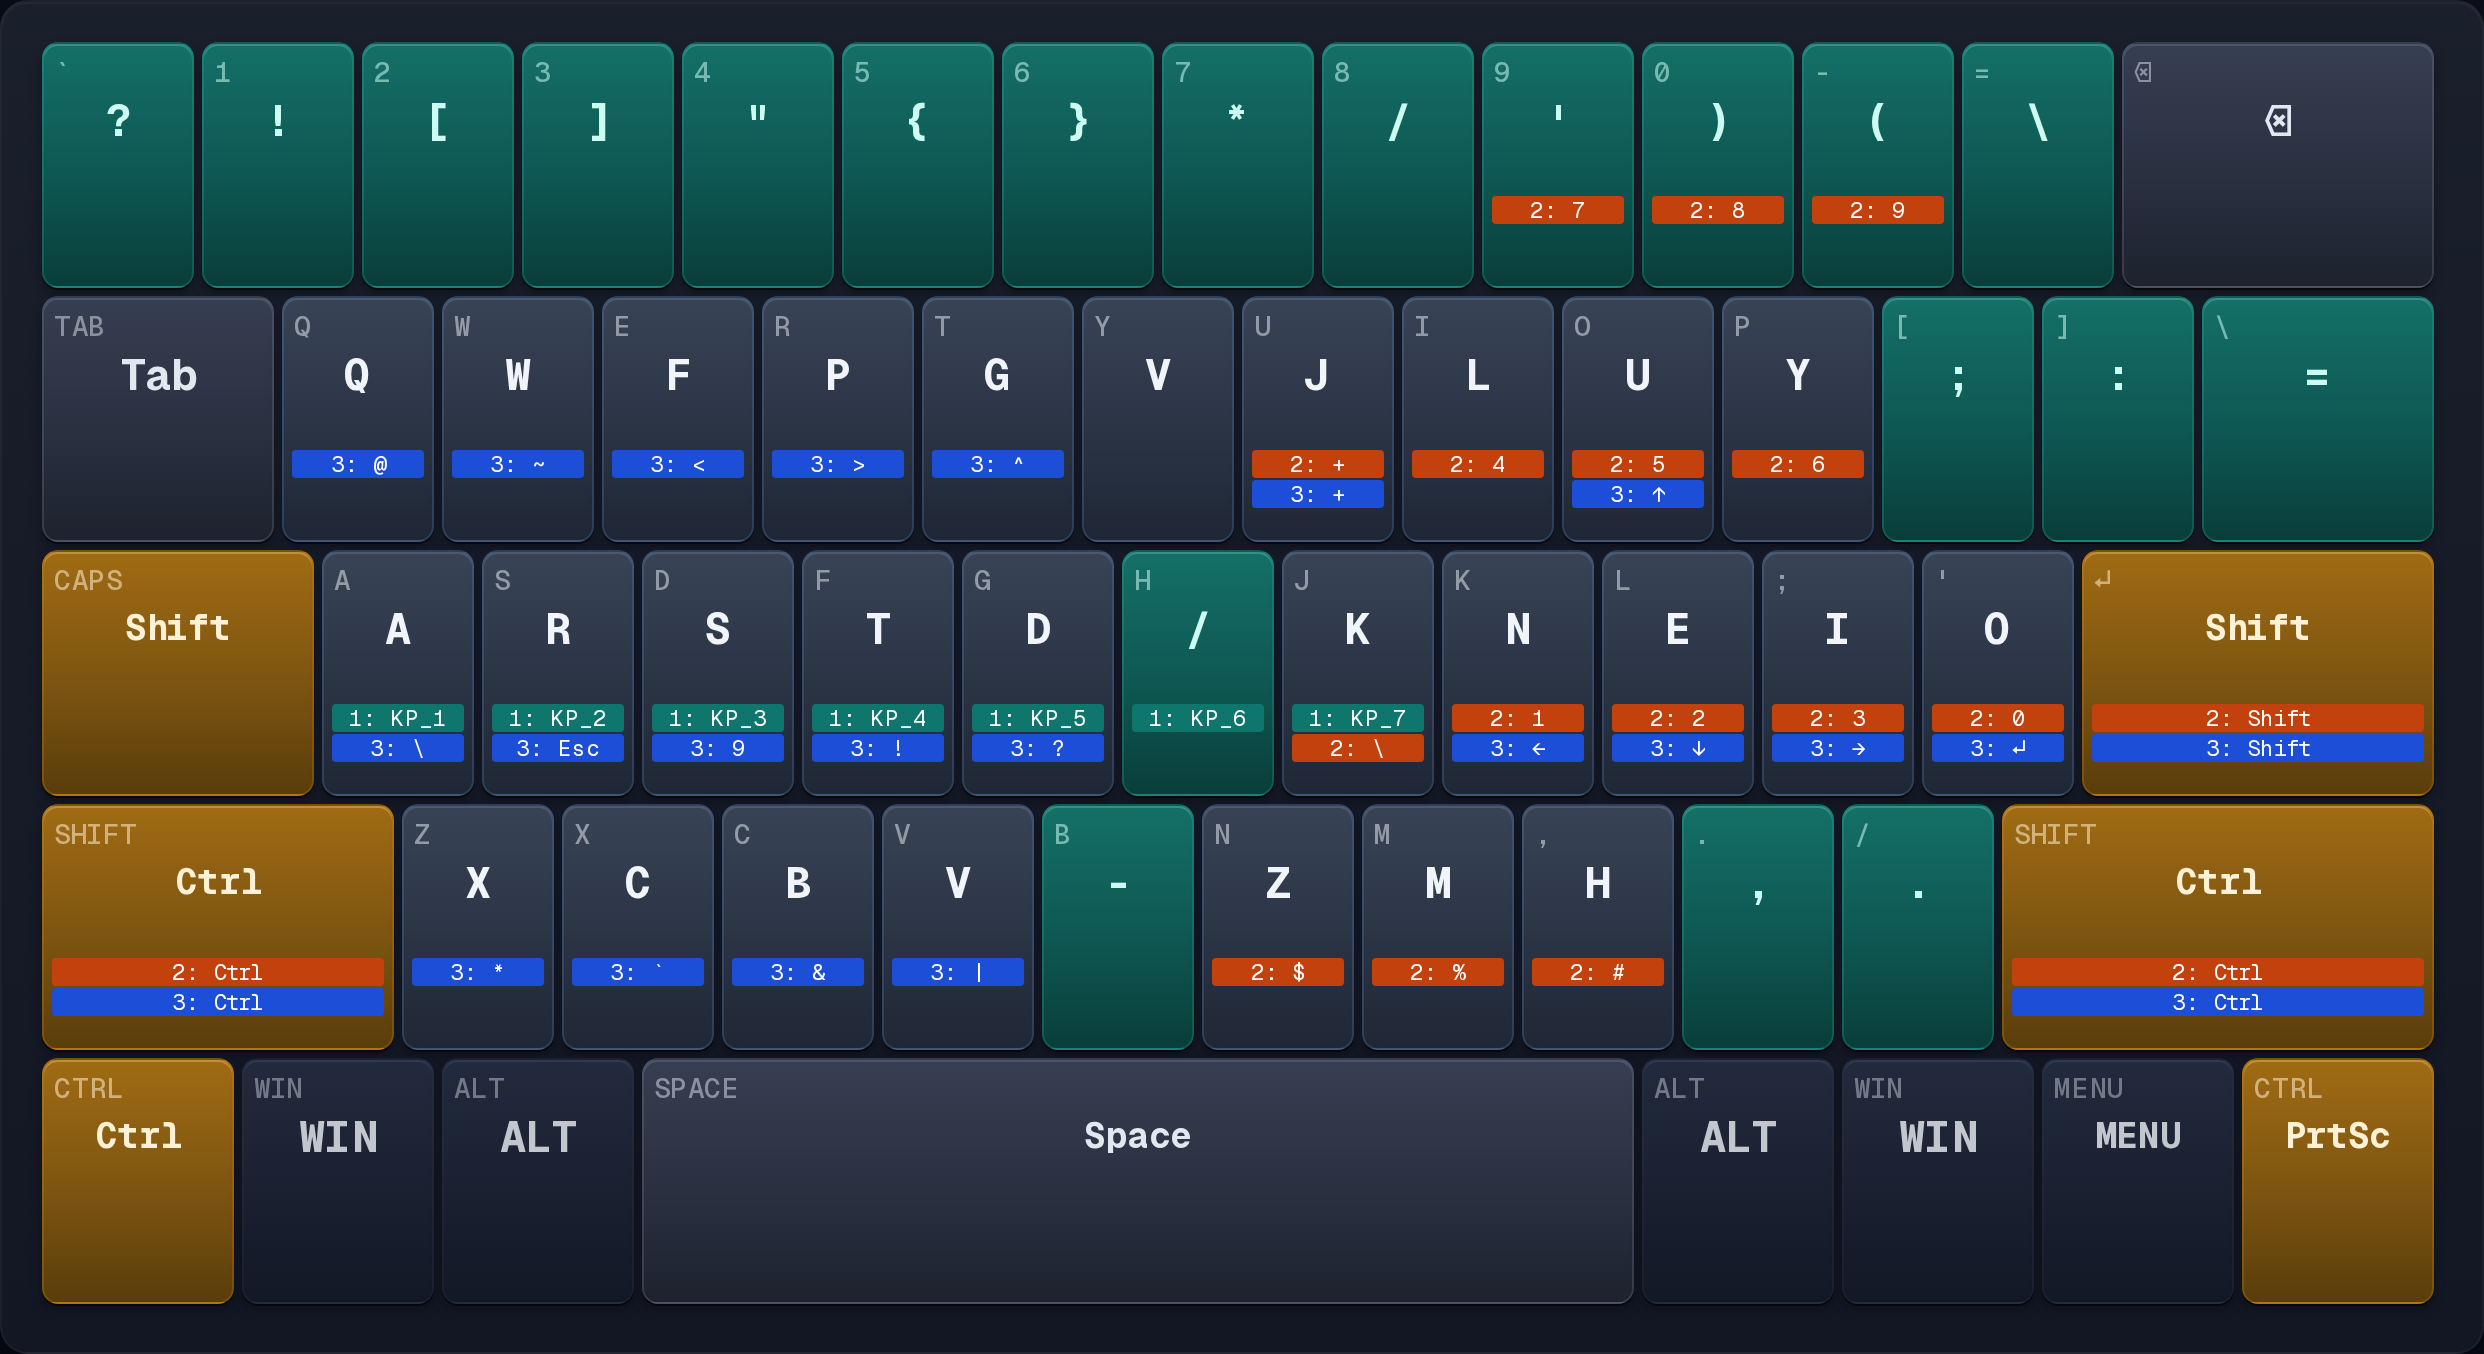 ` 1 2 3 4 5 6 7 8 9 0 - = ⌫
? ! [ ] " { } * / ' ) ( \ ⌫
2: 7 2: 8 2: 9
TAB Q W E R T Y U I O P [ ] \
Tab Q W F P G V J L U Y ; : =
3: @ 3: ~ 3: < 3: > 3: ^ 2: + 2: 4 2: 5 2: 6
3: + 3: ↑
CAPS A S D F G H J K L ; ' ↵
Shift A R S T D / K N E I O Shift
1: KP_1 1: KP_2 1: KP_3 1: KP_4 1: KP_5 1: KP_6 1: KP_7 2: 1 2: 2 2: 3 2: 0 2: Shift
3: \ 3: Esc 3: 9 3: ! 3: ? 2: \ 3: ← 3: ↓ 3: → 3: ↵ 3: Shift
SHIFT Z X C V B N M , . / SHIFT
Ctrl X C B V - Z M H , . Ctrl
2: Ctrl 3: * 3: ` 3: & 3: | 2: $ 2: % 2: # 2: Ctrl
3: Ctrl 3: Ctrl
CTRL WIN ALT SPACE ALT WIN MENU CTRL
Ctrl WIN ALT Space ALT WIN MENU PrtSc